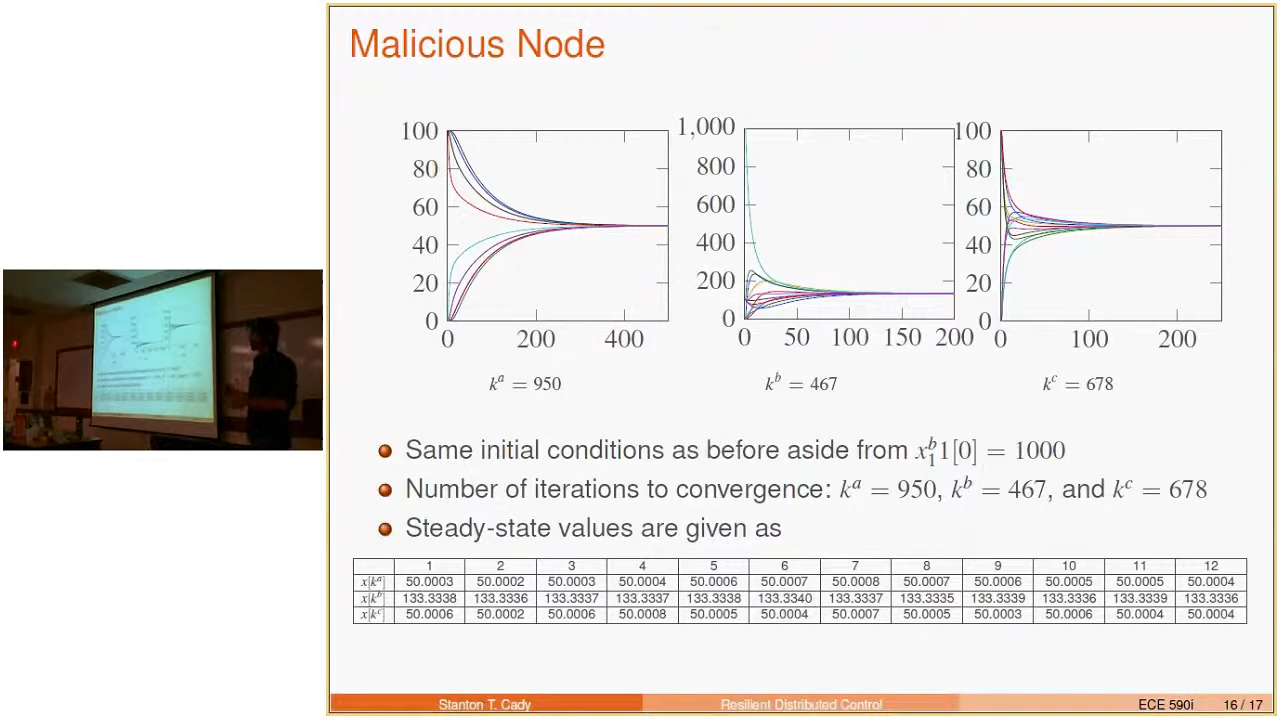 Malicious Node
100
80
60
40
20
0
0 200 400
k^a = 950
1,000
800
600
400
200
0
0 50 100 150 200
k^b = 467
100
80
60
40
20
0
0 100 200
k^c = 678
Same initial conditions as before aside from x_1^b1[0] = 1000
Number of iterations to convergence: k^a = 950, k^b = 467, and k^c = 678
Steady-state values are given as
1 2 3 4 5 6 7 8 9 10 11 12
x[k^a] 50.0003 50.0002 50.0003 50.0004 50.0006 50.0007 50.0008 50.0007 50.0006 50.0005 50.0005 50.0004
x[k^b] 133.3338 133.3336 133.3337 133.3337 133.3338 133.3340 133.3337 133.3335 133.3339 133.3336 133.3339 133.3336
x[k^c] 50.0006 50.0002 50.0006 50.0008 50.0005 50.0004 50.0007 50.0005 50.0003 50.0006 50.0004 50.0004
Stanton T. Cady Resilient Distributed Control ECE 590i 16 / 17